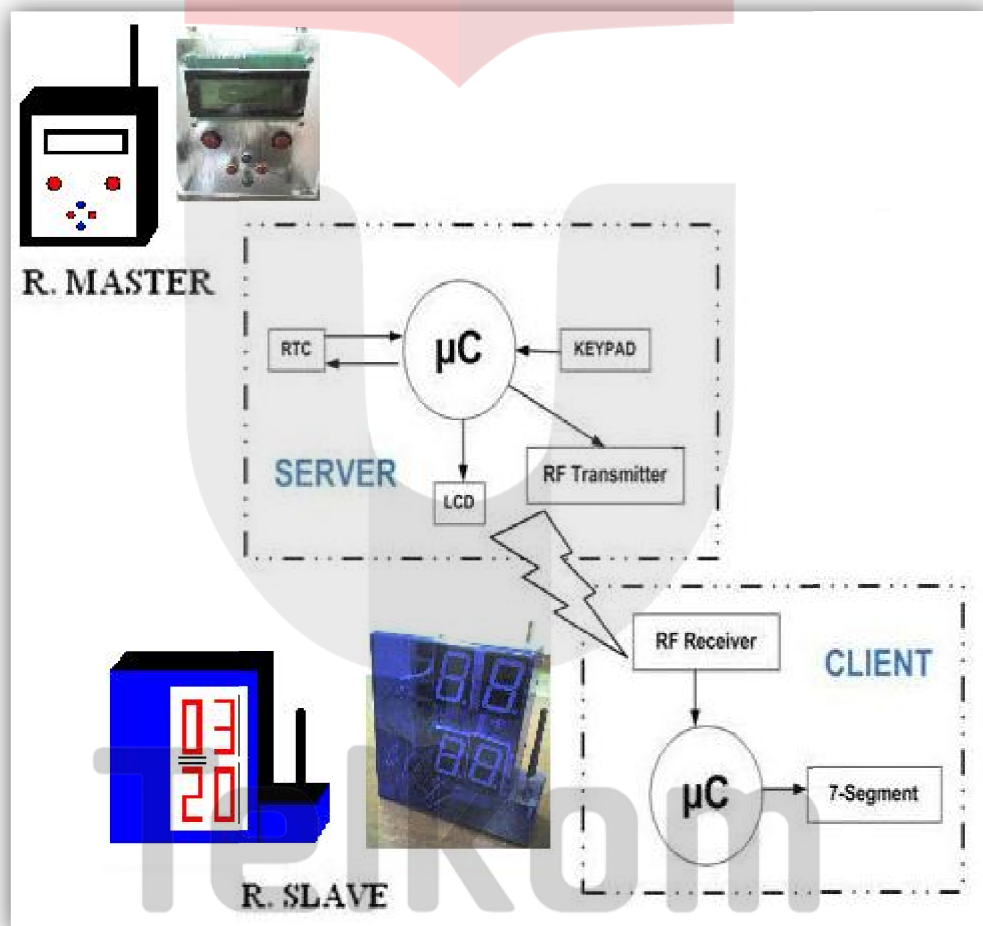 R. MASTER
RTC
µC
KEYPAD
SERVER
RF Transmitter
LCD
RF Receiver
CLIENT
03
20
µC
7-Segment
R. SLAVE
Telkom